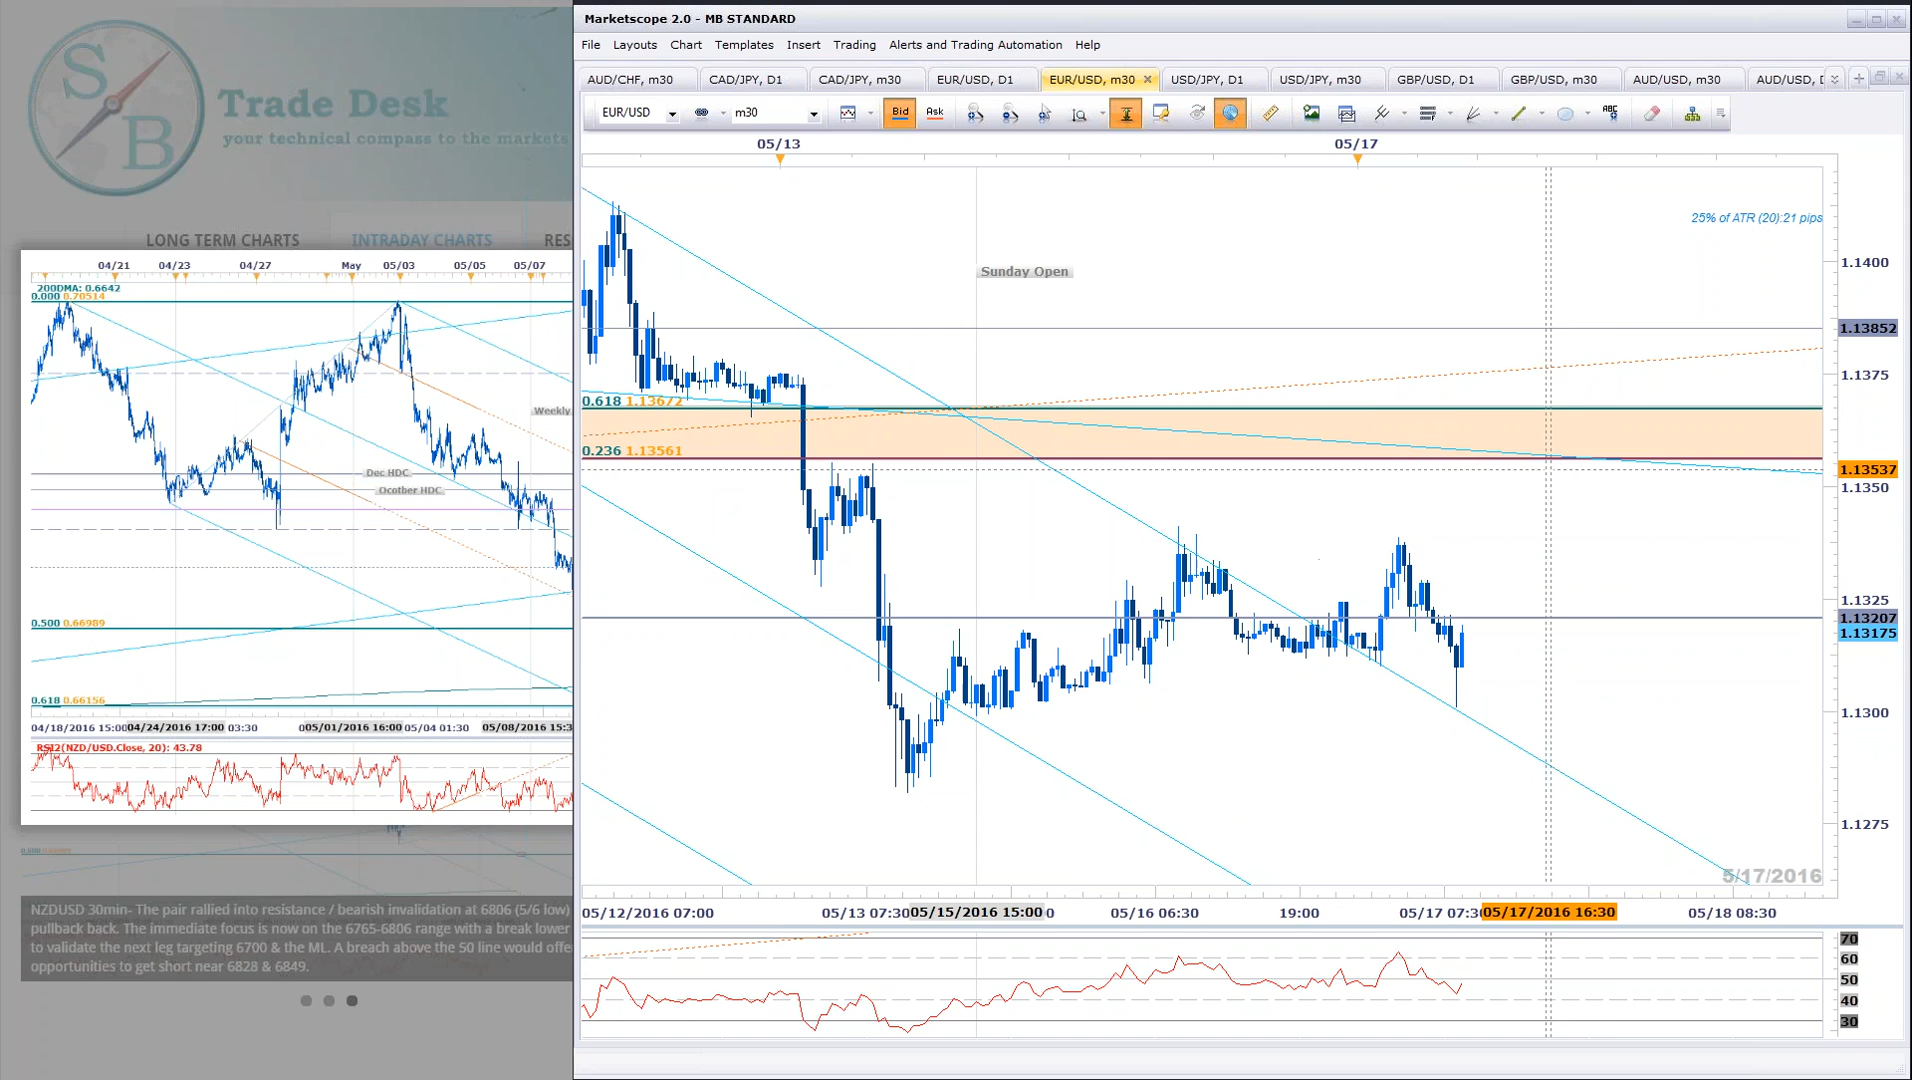 S
B
Trade Desk
your technical compass to the markets
LONG TERM CHARTS
INTRADAY CHARTS
RES
04/21
04/23
04/27
May
05/03
05/05
05/07
200DMA: 0.6642
0.000 0.70514
Weekly
Dec HDC
Ocother HDC
0.500 0.66989
0.618 0.66156
04/18/2016 15:00
04/24/2016 17:00
03:30
05/01/2016 16:00
05/04 01:30
05/08/2016 15:3
RSI2(NZD/USD.Close, 20): 43.78
NZDUSD 30min- The pair rallied into resistance / bearish invalidation at 6806 (5/6 low)
pullback back. The immediate focus is now on the 6765-6806 range with a break lower
to validate the next leg targeting 6700 & the ML. A breach above the 50 line would offe
opportunities to get short near 6828 & 6849.
Marketscope 2.0 - MB STANDARD
File
Layouts
Chart
Templates
Insert
Trading
Alerts and Trading Automation
Help
AUD/CHF, m30
CAD/JPY, D1
CAD/JPY, m30
EUR/USD, D1
EUR/USD, m30
USD/JPY, D1
USD/JPY, m30
GBP/USD, D1
GBP/USD, m30
AUD/USD, m30
AUD/USD,
EUR/USD
m30
Bid
Ask
ABC
05/13
05/17
25% of ATR (20):21 pips
Sunday Open
0.618 1.13672
0.236 1.13561
1.1400
1.13852
1.1375
1.13537
1.1350
1.1325
1.13207
1.13175
1.1300
1.1275
5/17/2016
05/12/2016 07:00
05/13 07:30
05/15/2016 15:00
0
05/16 06:30
19:00
05/17 07:30
05/17/2016 16:30
05/18 08:30
70
60
50
40
30